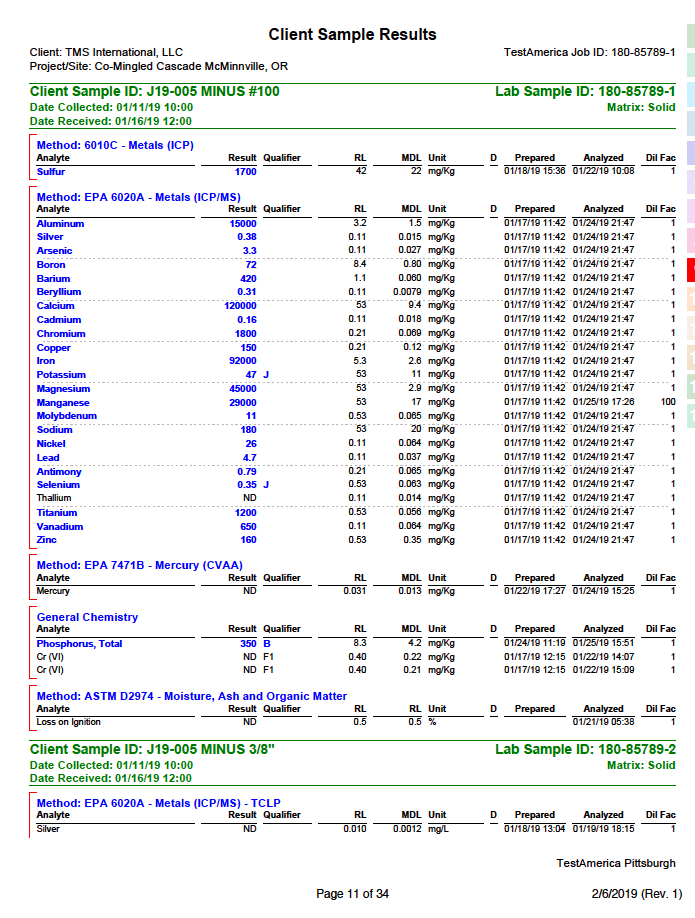 Client Sample Results
Client: TMS International, LLC TestAmerica Job ID: 180-85789-1
Project/Site: Co-Mingled Cascade McMinnville, OR
Client Sample ID: J19-005 MINUS #100 Lab Sample ID: 180-85789-1
Date Collected: 01/11/19 10:00 Matrix: Solid
Date Received: 01/16/19 12:00
Method: 6010C - Metals (ICP)
Analyte Result Qualifier RL MDL Unit D Prepared Analyzed Dil Fac
Sulfur 1700 42 22 mg/Kg 01/18/19 15:36 01/22/19 10:08 1
Method: EPA 6020A - Metals (ICP/MS)
Analyte Result Qualifier RL MDL Unit D Prepared Analyzed Dil Fac
Aluminum 15000 3.2 1.5 mg/Kg 01/17/19 11:42 01/24/19 21:47 1
Silver 0.38 0.11 0.015 mg/Kg 01/17/19 11:42 01/24/19 21:47 1
Arsenic 3.3 0.11 0.027 mg/Kg 01/17/19 11:42 01/24/19 21:47 1
Boron 72 8.4 0.80 mg/Kg 01/17/19 11:42 01/24/19 21:47 1
Barium 420 1.1 0.060 mg/Kg 01/17/19 11:42 01/24/19 21:47 1
Beryllium 0.31 0.11 0.0079 mg/Kg 01/17/19 11:42 01/24/19 21:47 1
Calcium 120000 53 9.4 mg/Kg 01/17/19 11:42 01/24/19 21:47 1
Cadmium 0.16 0.11 0.018 mg/Kg 01/17/19 11:42 01/24/19 21:47 1
Chromium 1800 0.21 0.069 mg/Kg 01/17/19 11:42 01/24/19 21:47 1
Copper 150 0.21 0.12 mg/Kg 01/17/19 11:42 01/24/19 21:47 1
Iron 92000 5.3 2.6 mg/Kg 01/17/19 11:42 01/24/19 21:47 1
Potassium 47 J 53 11 mg/Kg 01/17/19 11:42 01/24/19 21:47 1
Magnesium 45000 53 2.9 mg/Kg 01/17/19 11:42 01/24/19 21:47 1
Manganese 29000 53 17 mg/Kg 01/17/19 11:42 01/25/19 17:26 100
Molybdenum 11 0.53 0.065 mg/Kg 01/17/19 11:42 01/24/19 21:47 1
Sodium 180 53 20 mg/Kg 01/17/19 11:42 01/24/19 21:47 1
Nickel 26 0.11 0.064 mg/Kg 01/17/19 11:42 01/24/19 21:47 1
Lead 4.7 0.11 0.037 mg/Kg 01/17/19 11:42 01/24/19 21:47 1
Antimony 0.79 0.21 0.065 mg/Kg 01/17/19 11:42 01/24/19 21:47 1
Selenium 0.35 J 0.53 0.063 mg/Kg 01/17/19 11:42 01/24/19 21:47 1
Thallium ND 0.11 0.014 mg/Kg 01/17/19 11:42 01/24/19 21:47 1
Titanium 1200 0.53 0.056 mg/Kg 01/17/19 11:42 01/24/19 21:47 1
Vanadium 650 0.11 0.064 mg/Kg 01/17/19 11:42 01/24/19 21:47 1
Zinc 160 0.53 0.35 mg/Kg 01/17/19 11:42 01/24/19 21:47 1
Method: EPA 7471B - Mercury (CVAA)
Analyte Result Qualifier RL MDL Unit D Prepared Analyzed Dil Fac
Mercury ND 0.031 0.013 mg/Kg 01/22/19 17:27 01/24/19 15:25 1
General Chemistry
Analyte Result Qualifier RL MDL Unit D Prepared Analyzed Dil Fac
Phosphorus, Total 350 B 8.3 4.2 mg/Kg 01/24/19 11:19 01/25/19 15:51 1
Cr (VI) ND F1 0.40 0.22 mg/Kg 01/17/19 12:15 01/22/19 14:07 1
Cr (VI) ND F1 0.40 0.21 mg/Kg 01/17/19 12:15 01/22/19 15:09 1
Method: ASTM D2974 - Moisture, Ash and Organic Matter
Analyte Result Qualifier RL RL Unit D Prepared Analyzed Dil Fac
Loss on Ignition ND 0.5 0.5 % 01/21/19 05:38 1
Client Sample ID: J19-005 MINUS 3/8" Lab Sample ID: 180-85789-2
Date Collected: 01/11/19 10:00 Matrix: Solid
Date Received: 01/16/19 12:00
Method: EPA 6020A - Metals (ICP/MS) - TCLP
Analyte Result Qualifier RL MDL Unit D Prepared Analyzed Dil Fac
Silver ND 0.010 0.0012 mg/L 01/18/19 13:04 01/19/19 18:15 1
TestAmerica Pittsburgh
Page 11 of 34 2/6/2019 (Rev. 1)